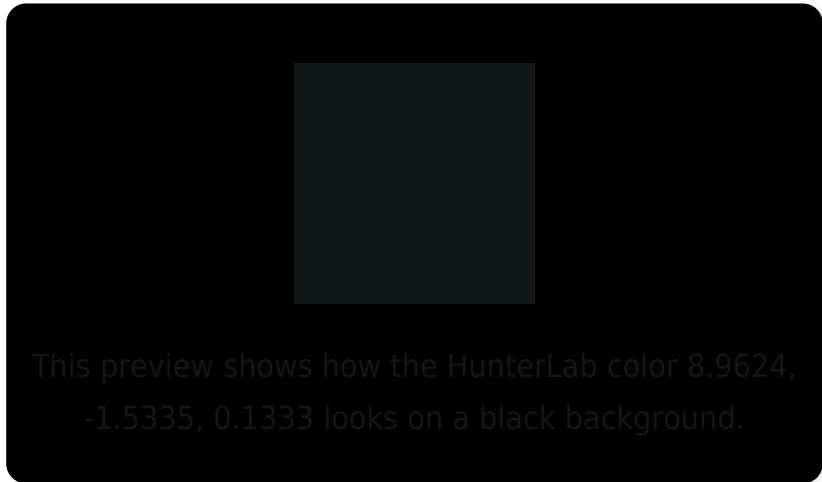 This preview shows how the HunterLab color 8.9624,
-1.5335, 0.1333 looks on a black background.